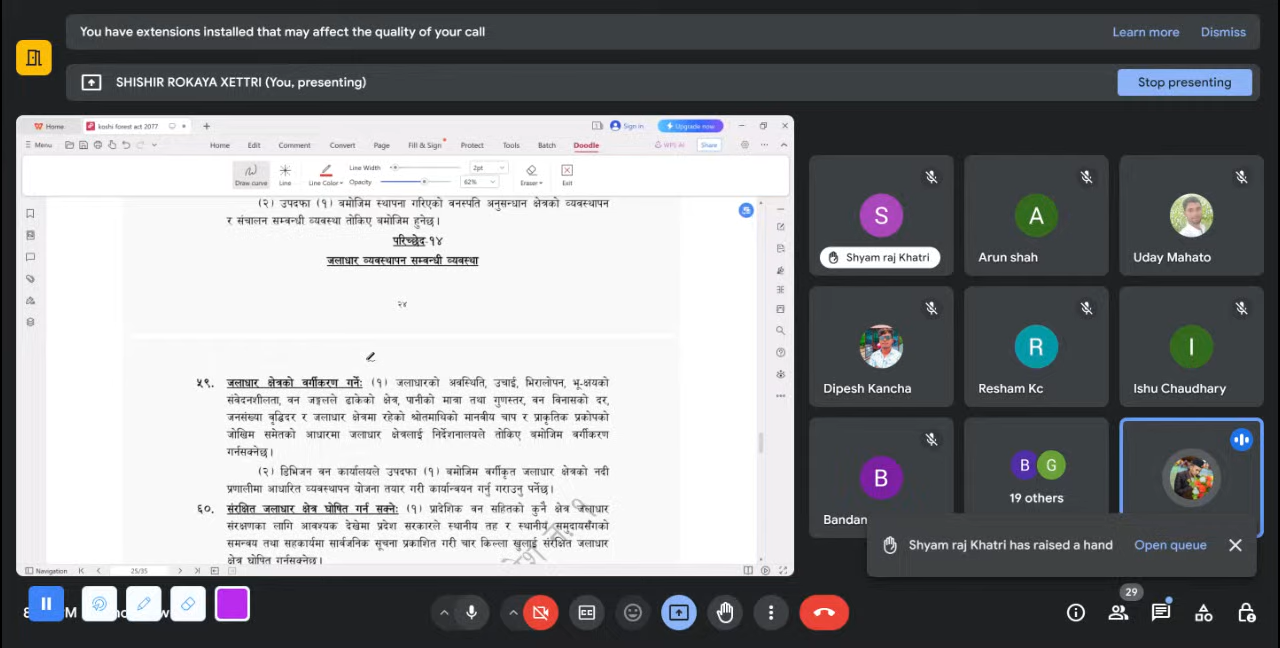 You have extensions installed that may affect the quality of your call
Learn more
Dismiss
SHISHIR ROKAYA XETTRI (You, presenting)
Stop presenting
Home
koshi forest act 2077
Sign in
Upgrade now
Menu
Home Edit Comment Convert Page Fill & Sign Protect Tools Batch Doodle
WPS AI
Share
Draw curve
Line
Line Color
Line Width
2pt
Opacity
62%
Eraser
Exit
(२) उपदफा (१) बमोजिम स्थापना गरिएको वनस्पति अनुसन्धान क्षेत्रको व्यवस्थापन
र संचालन सम्बन्धी व्यवस्था तोकिए बमोजिम हुनेछ।
परिच्छेद-१४
जलाधार व्यवस्थापन सम्बन्धी व्यवस्था
२४
५९. जलाधार क्षेत्रको वर्गीकरण गर्नेः (१) जलाधारको अवस्थिति, उचाई, भिरालोपन, भू-क्षयको
संवेदनशीलता, वन जङ्गलले ढाकेको क्षेत्र, पानीको मात्रा तथा गुणस्तर, वन विनासको दर,
जनसंख्या वृद्धिदर र जलाधार क्षेत्रमा रहेको श्रोतमाथिको मानवीय चाप र प्राकृतिक प्रकोपको
जोखिम समेतको आधारमा जलाधार क्षेत्रलाई निर्देशनालयले तोकिए बमोजिम वर्गीकरण
गर्नसक्नेछ।
(२) डिभिजन वन कार्यालयले उपदफा (१) बमोजिम वर्गीकृत जलाधार क्षेत्रको नदी
प्रणालीमा आधारित व्यवस्थापन योजना तयार गरी कार्यान्वयन गर्नु गराउनु पर्नेछ।
६०. संरक्षित जलाधार क्षेत्र घोषित गर्न सक्नेः (१) प्रादेशिक वन सहितको कुनै क्षेत्र जलाधार
संरक्षणका लागि आवश्यक देखेमा प्रदेश सरकारले स्थानीय तह र स्थानीय समुदायसँगको
समन्वय तथा सहकार्यमा सार्वजनिक सूचना प्रकाशित गरी चार किल्ला खुलाई संरक्षित जलाधार
क्षेत्र घोषित गर्नसक्नेछ।
Navigation
25/35
S
Shyam raj Khatri
A
Arun shah
Uday Mahato
Dipesh Kancha
R
Resham Kc
I
Ishu Chaudhary
B
Bandan
B G
19 others
Shyam raj Khatri has raised a hand
Open queue
29